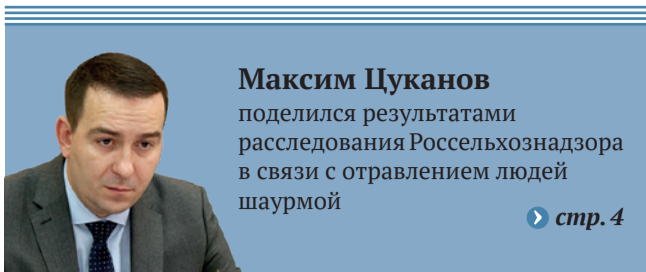 Максим Цуканов
поделился результатами
расследования Россельхознадзора
в связи с отравлением людей
шаурмой
стр. 4